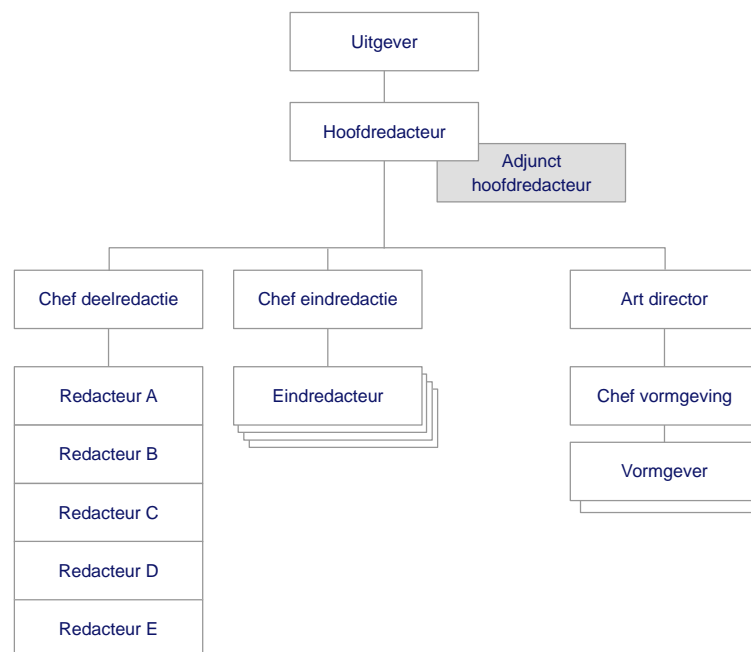 Uitgever
Hoofdredacteur
Adjunct
hoofdredacteur
Chef deelredactie
Chef eindredactie
Art director
Redacteur A
Eindredacteur
Chef vormgeving
Redacteur B
Vormgever
Redacteur C
Redacteur D
Redacteur E